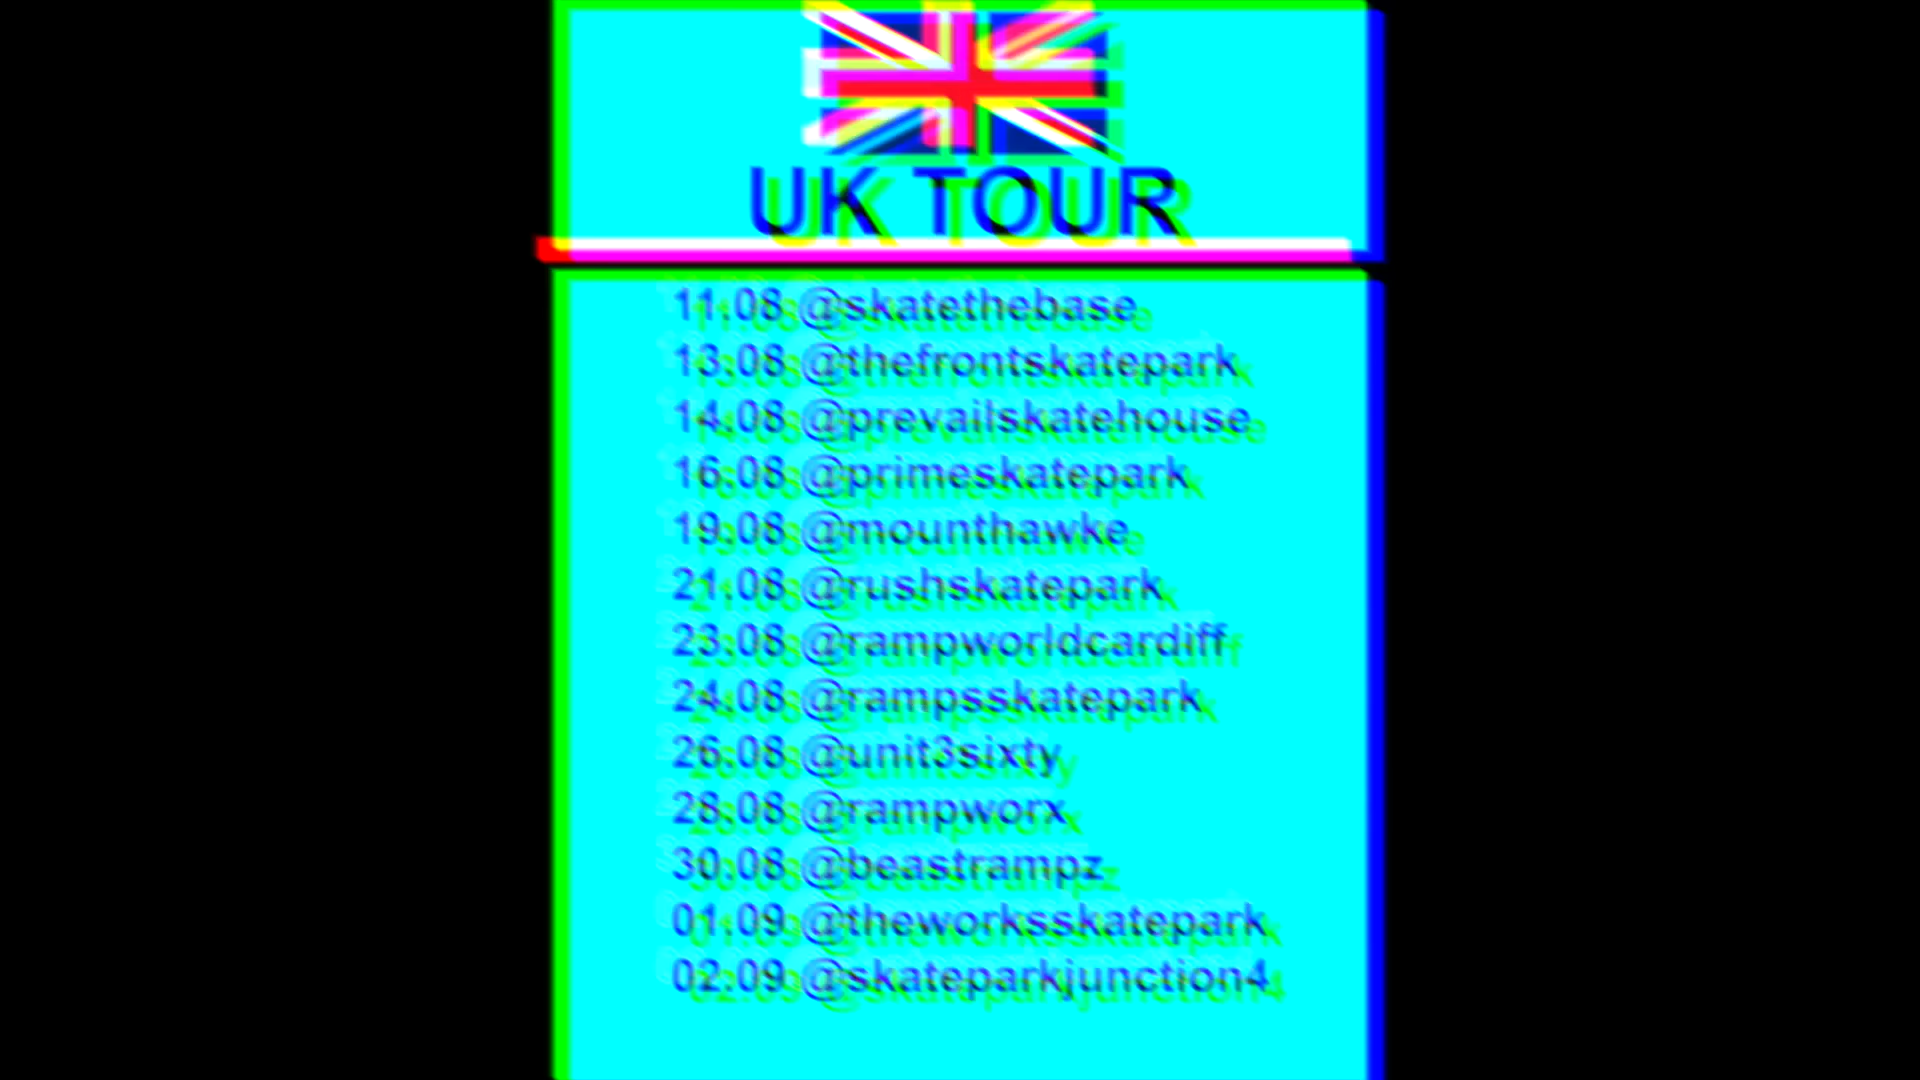 UK TOUR
11.08 @skatethebase
13.08 @thefrontskatepark
14.08 @prevailskatehouse
16.08 @primeskatepark
19.08 @mounthawke
21.08 @rushskatepark
23.08 @rampworldcardiff
24.08 @rampsskatepark
26.08 @unit3sixty
28.08 @rampworx
30.08 @beastrampz
01.09 @theworksskatepark
02.09 @skateparkjunction4